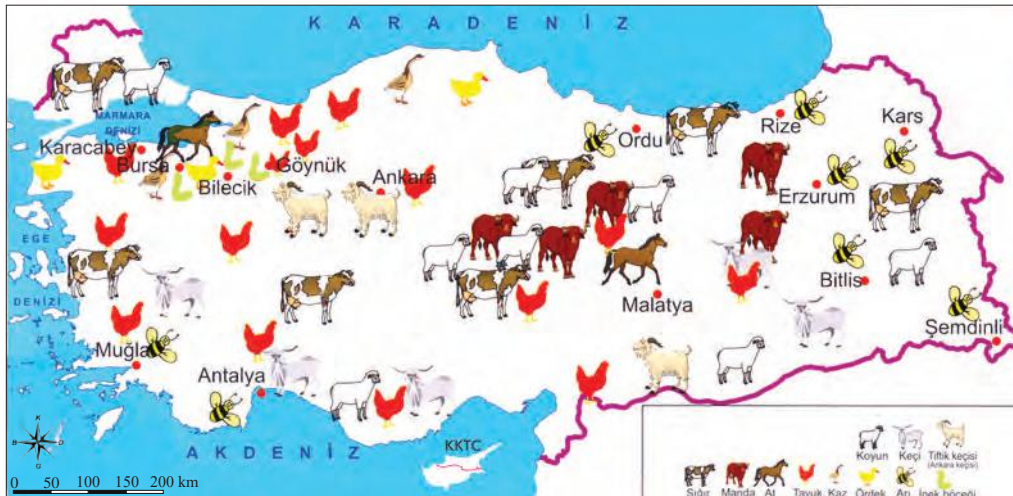 KARADENİZ
MARMARA
DENİZİ
Karacabey
Bursa
Bilecik
Göynük
Ankara
Ordu
Rize
Kars
Erzurum
EGE
DENİZİ
Malatya
Bitlis
Şemdinli
Muğla
Antalya
AKDENİZ
KKTC
K
B
D
G
0 50 100 150 200 km
Koyun Keçi Tiftik keçisi
(Ankara keçisi)
Sığır Manda At Tavuk Kaz Ördek Arı İpek böceği